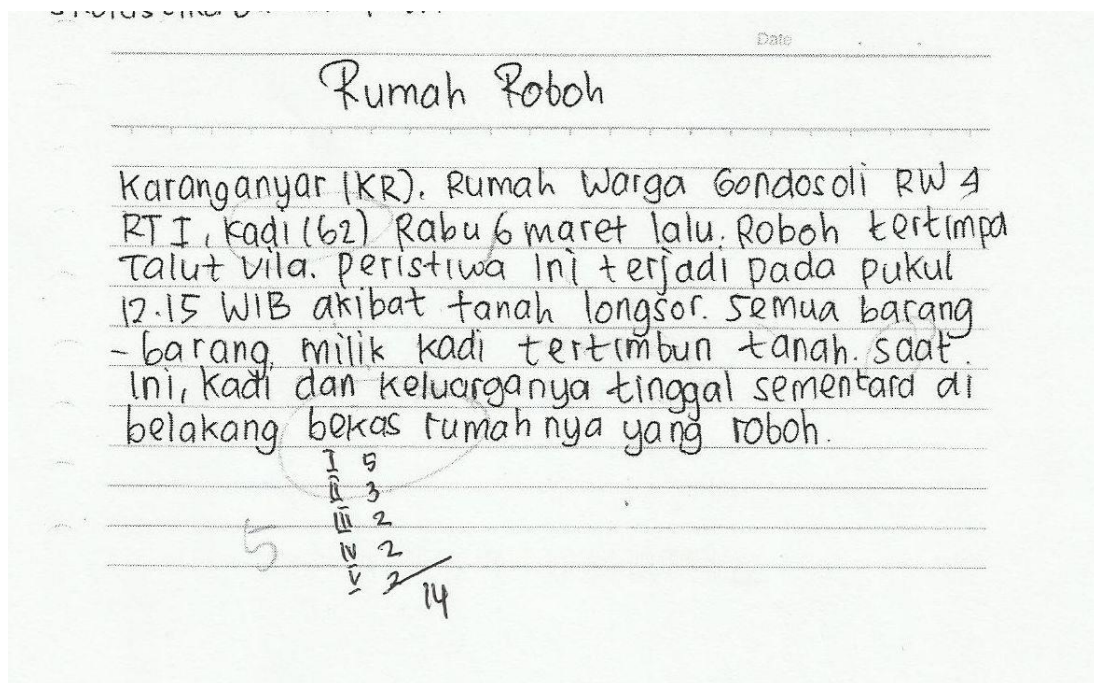 Date
Rumah Roboh
Karanganyar (KR). Rumah Warga Gondosoli RW 4
RT I, Kadi (62) Rabu 6 maret lalu. Roboh tertimpa
Talut vila. peristiwa ini terjadi pada pukul
12.15 WIB akibat tanah longsor. semua barang
- barang milik kadi tertimbun tanah. saat
ini, kadi dan keluarganya tinggal sementara di
belakang bekas rumahnya yang roboh.
I 5
II 3
III 2
5 IV 2
V 2
14